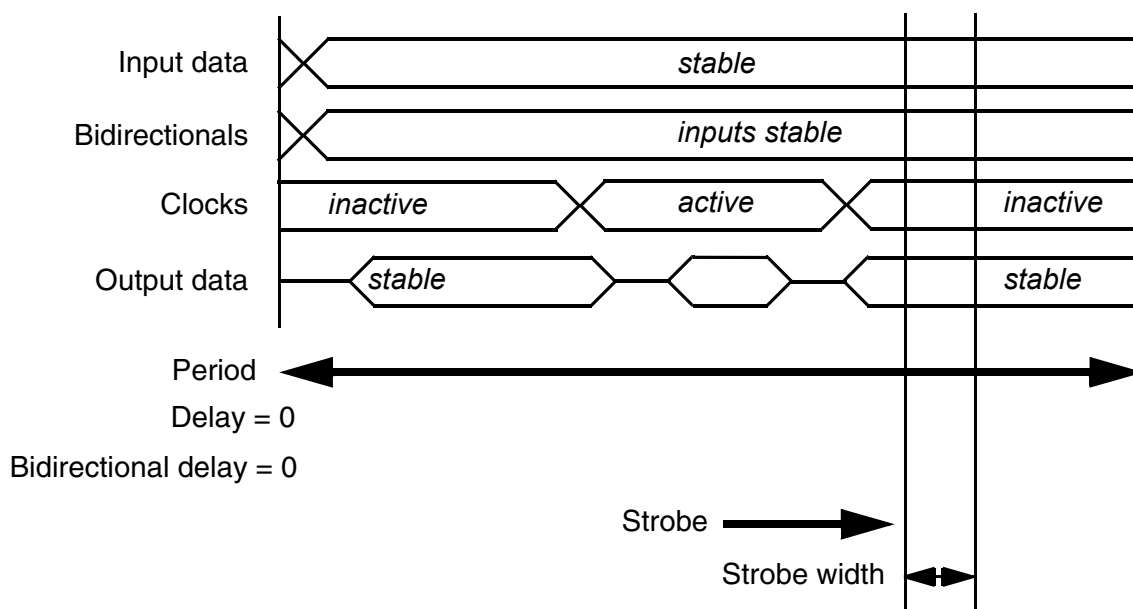 Input data stable
Bidirectionals inputs stable
Clocks inactive active inactive
Output data stable stable
Period
Delay = 0
Bidirectional delay = 0
Strobe
Strobe width